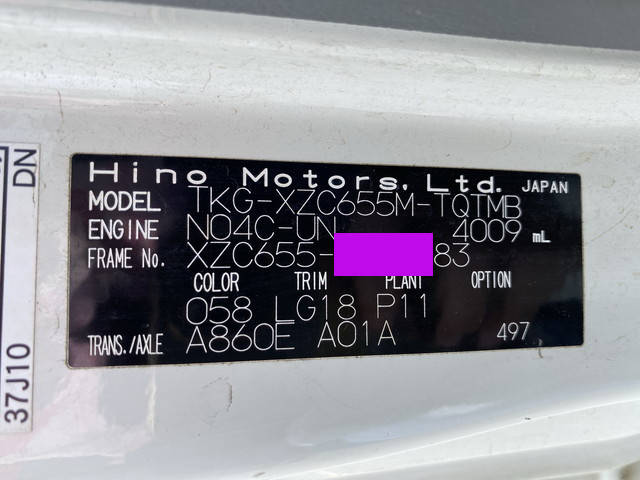 Hino Motors, Ltd. JAPAN
MODEL TKG-XZC655M-TQTMB
ENGINE N04C-UN 4009 mL
FRAME No. XZC655- 83
COLOR TRIM PLANT OPTION
058 LG18 P11
TRANS./AXLE A860E A01A 497
37J10 DN